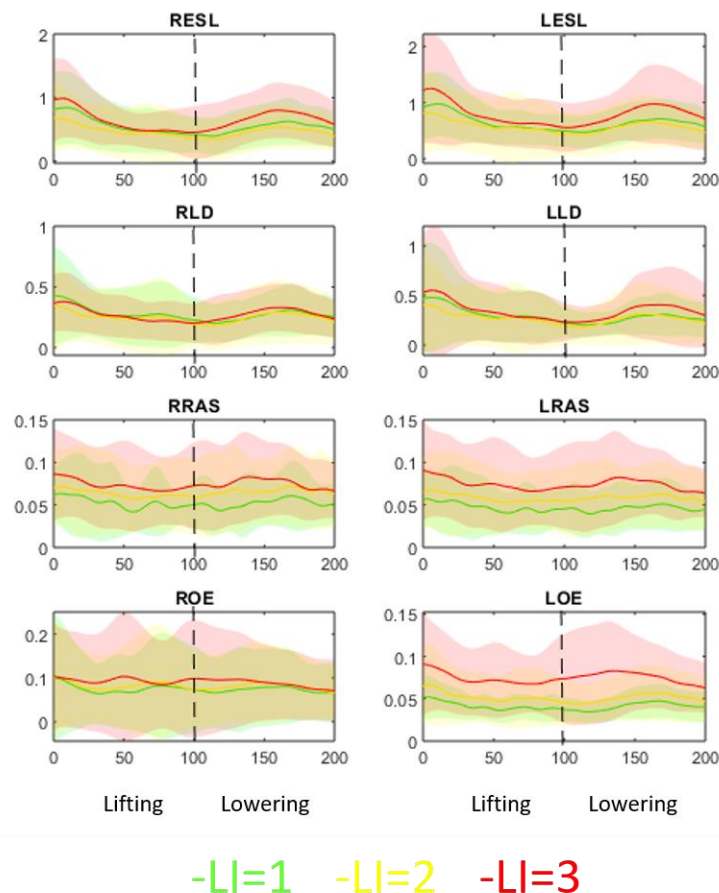 RESL LESL
2 2
1 1
0 0
0 50 100 150 200 0 50 100 150 200
RLD LLD
1 1
0.5 0.5
0 0
0 50 100 150 200 0 50 100 150 200
RRAS LRAS
0.15 0.15
0.1 0.1
0.05 0.05
0 0
0 50 100 150 200 0 50 100 150 200
ROE LOE
0.2 0.15
0.1 0.1
0 0.05
0
0 50 100 150 200 0 50 100 150 200
Lifting Lowering Lifting Lowering
-LI=1 -LI=2 -LI=3